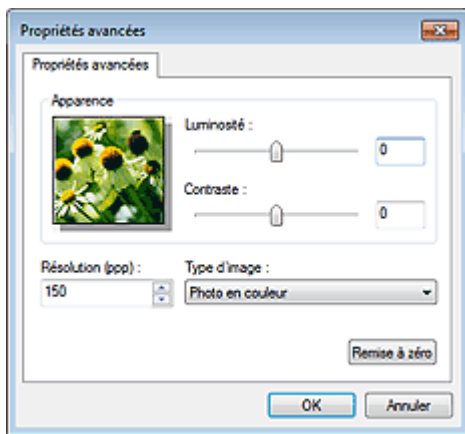 Propriétés avancées
Propriétés avancées
Apparence
Luminosité :
0
Contraste :
0
Résolution (ppp) :
150
Type d'image :
Photo en couleur
Remise à zéro
OK
Annuler